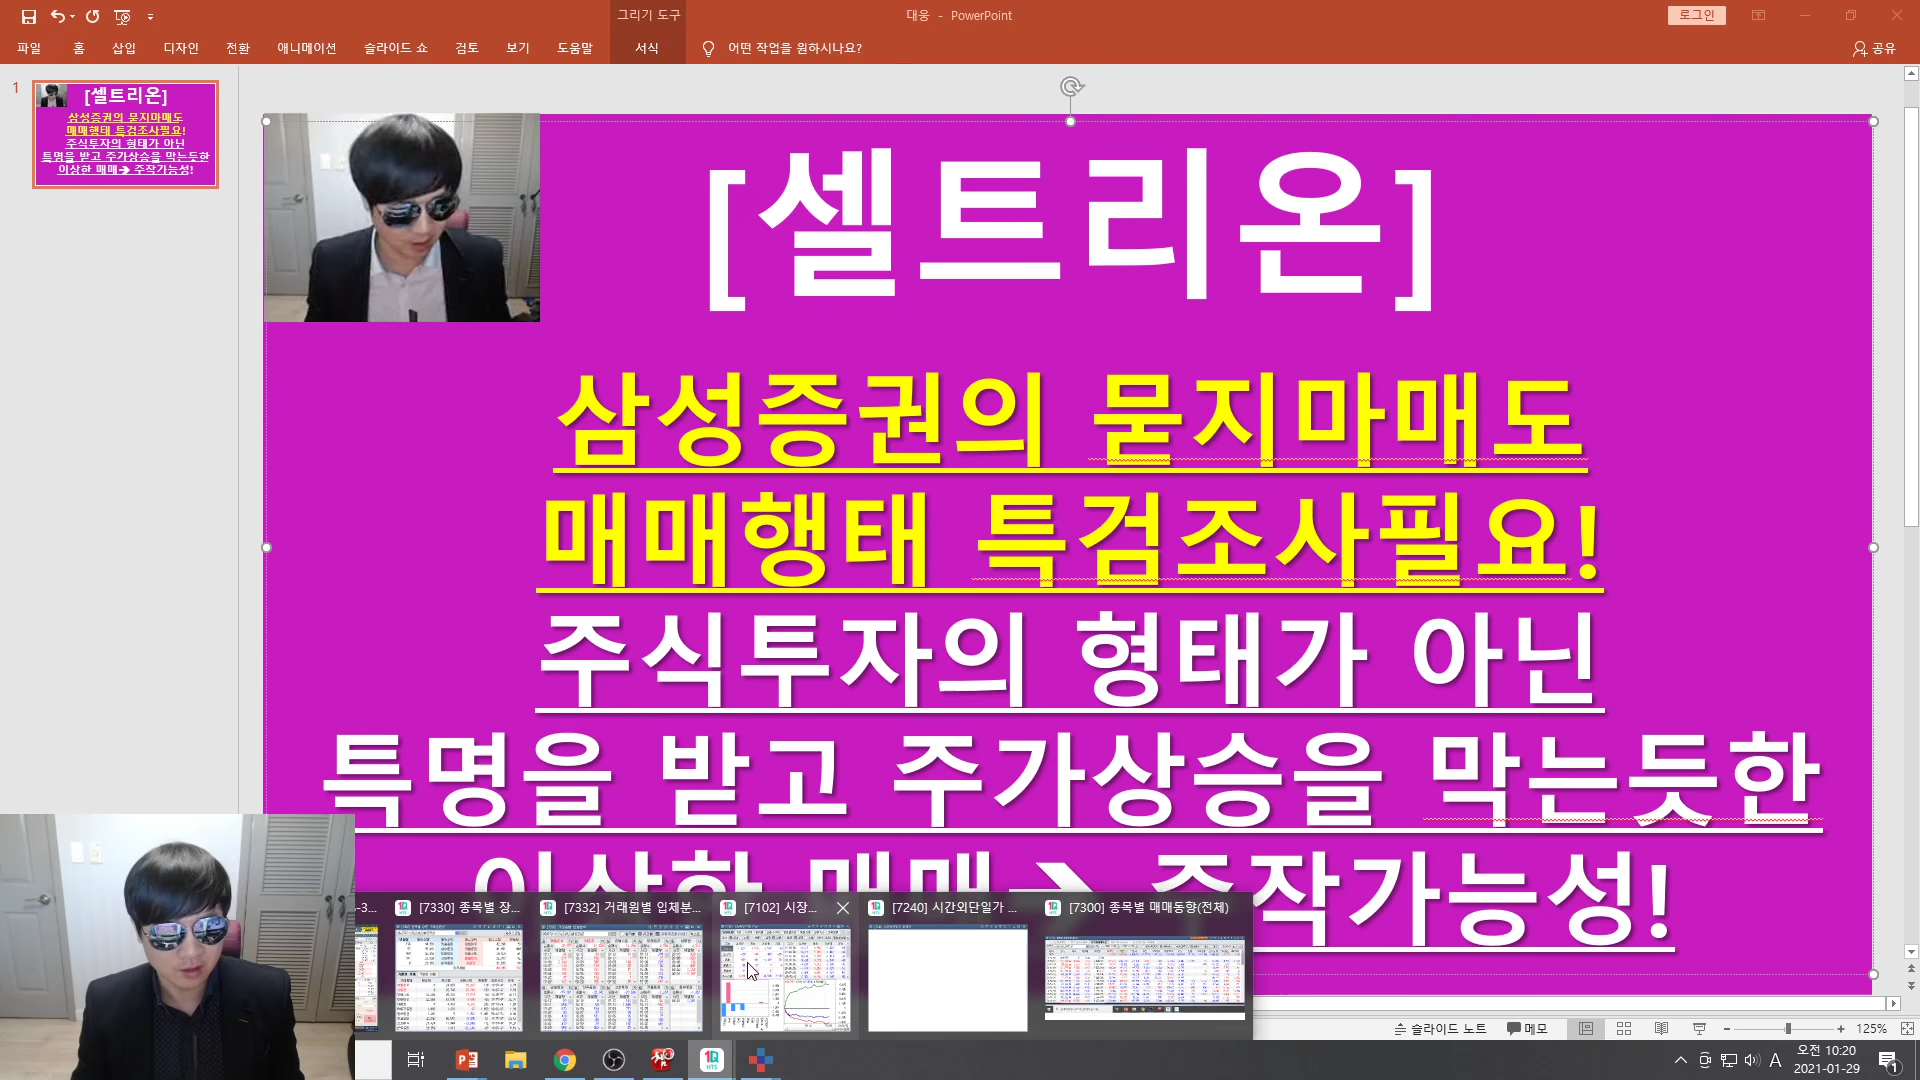 그리기 도구
대웅 - PowerPoint
로그인
파일 홈 삽입 디자인 전환 애니메이션 슬라이드 쇼 검토 보기 도움말 서식 어떤 작업을 원하시나요? 공유
1
[셀트리온]
삼성증권의 묻지마매도
매매행태 특검조사필요!
주식투자의 형태가 아닌
특명을 받고 주가상승을 막는듯한
이상한 매매➔ 주작가능성!
[셀트리온]
삼성증권의 묻지마매도
매매행태 특검조사필요!
주식투자의 형태가 아닌
특명을 받고 주가상승을 막는듯한
이상한 매매➔ 주작가능성!
-3... [7330] 종목별 장... [7332] 거래원별 입체분... [7102] 시장... [7240] 시간외단일가 ... [7300] 종목별 매매동향(전체)
슬라이드 노트 메모 125%
1Q HTS
A
오전 10:20
2021-01-29
1